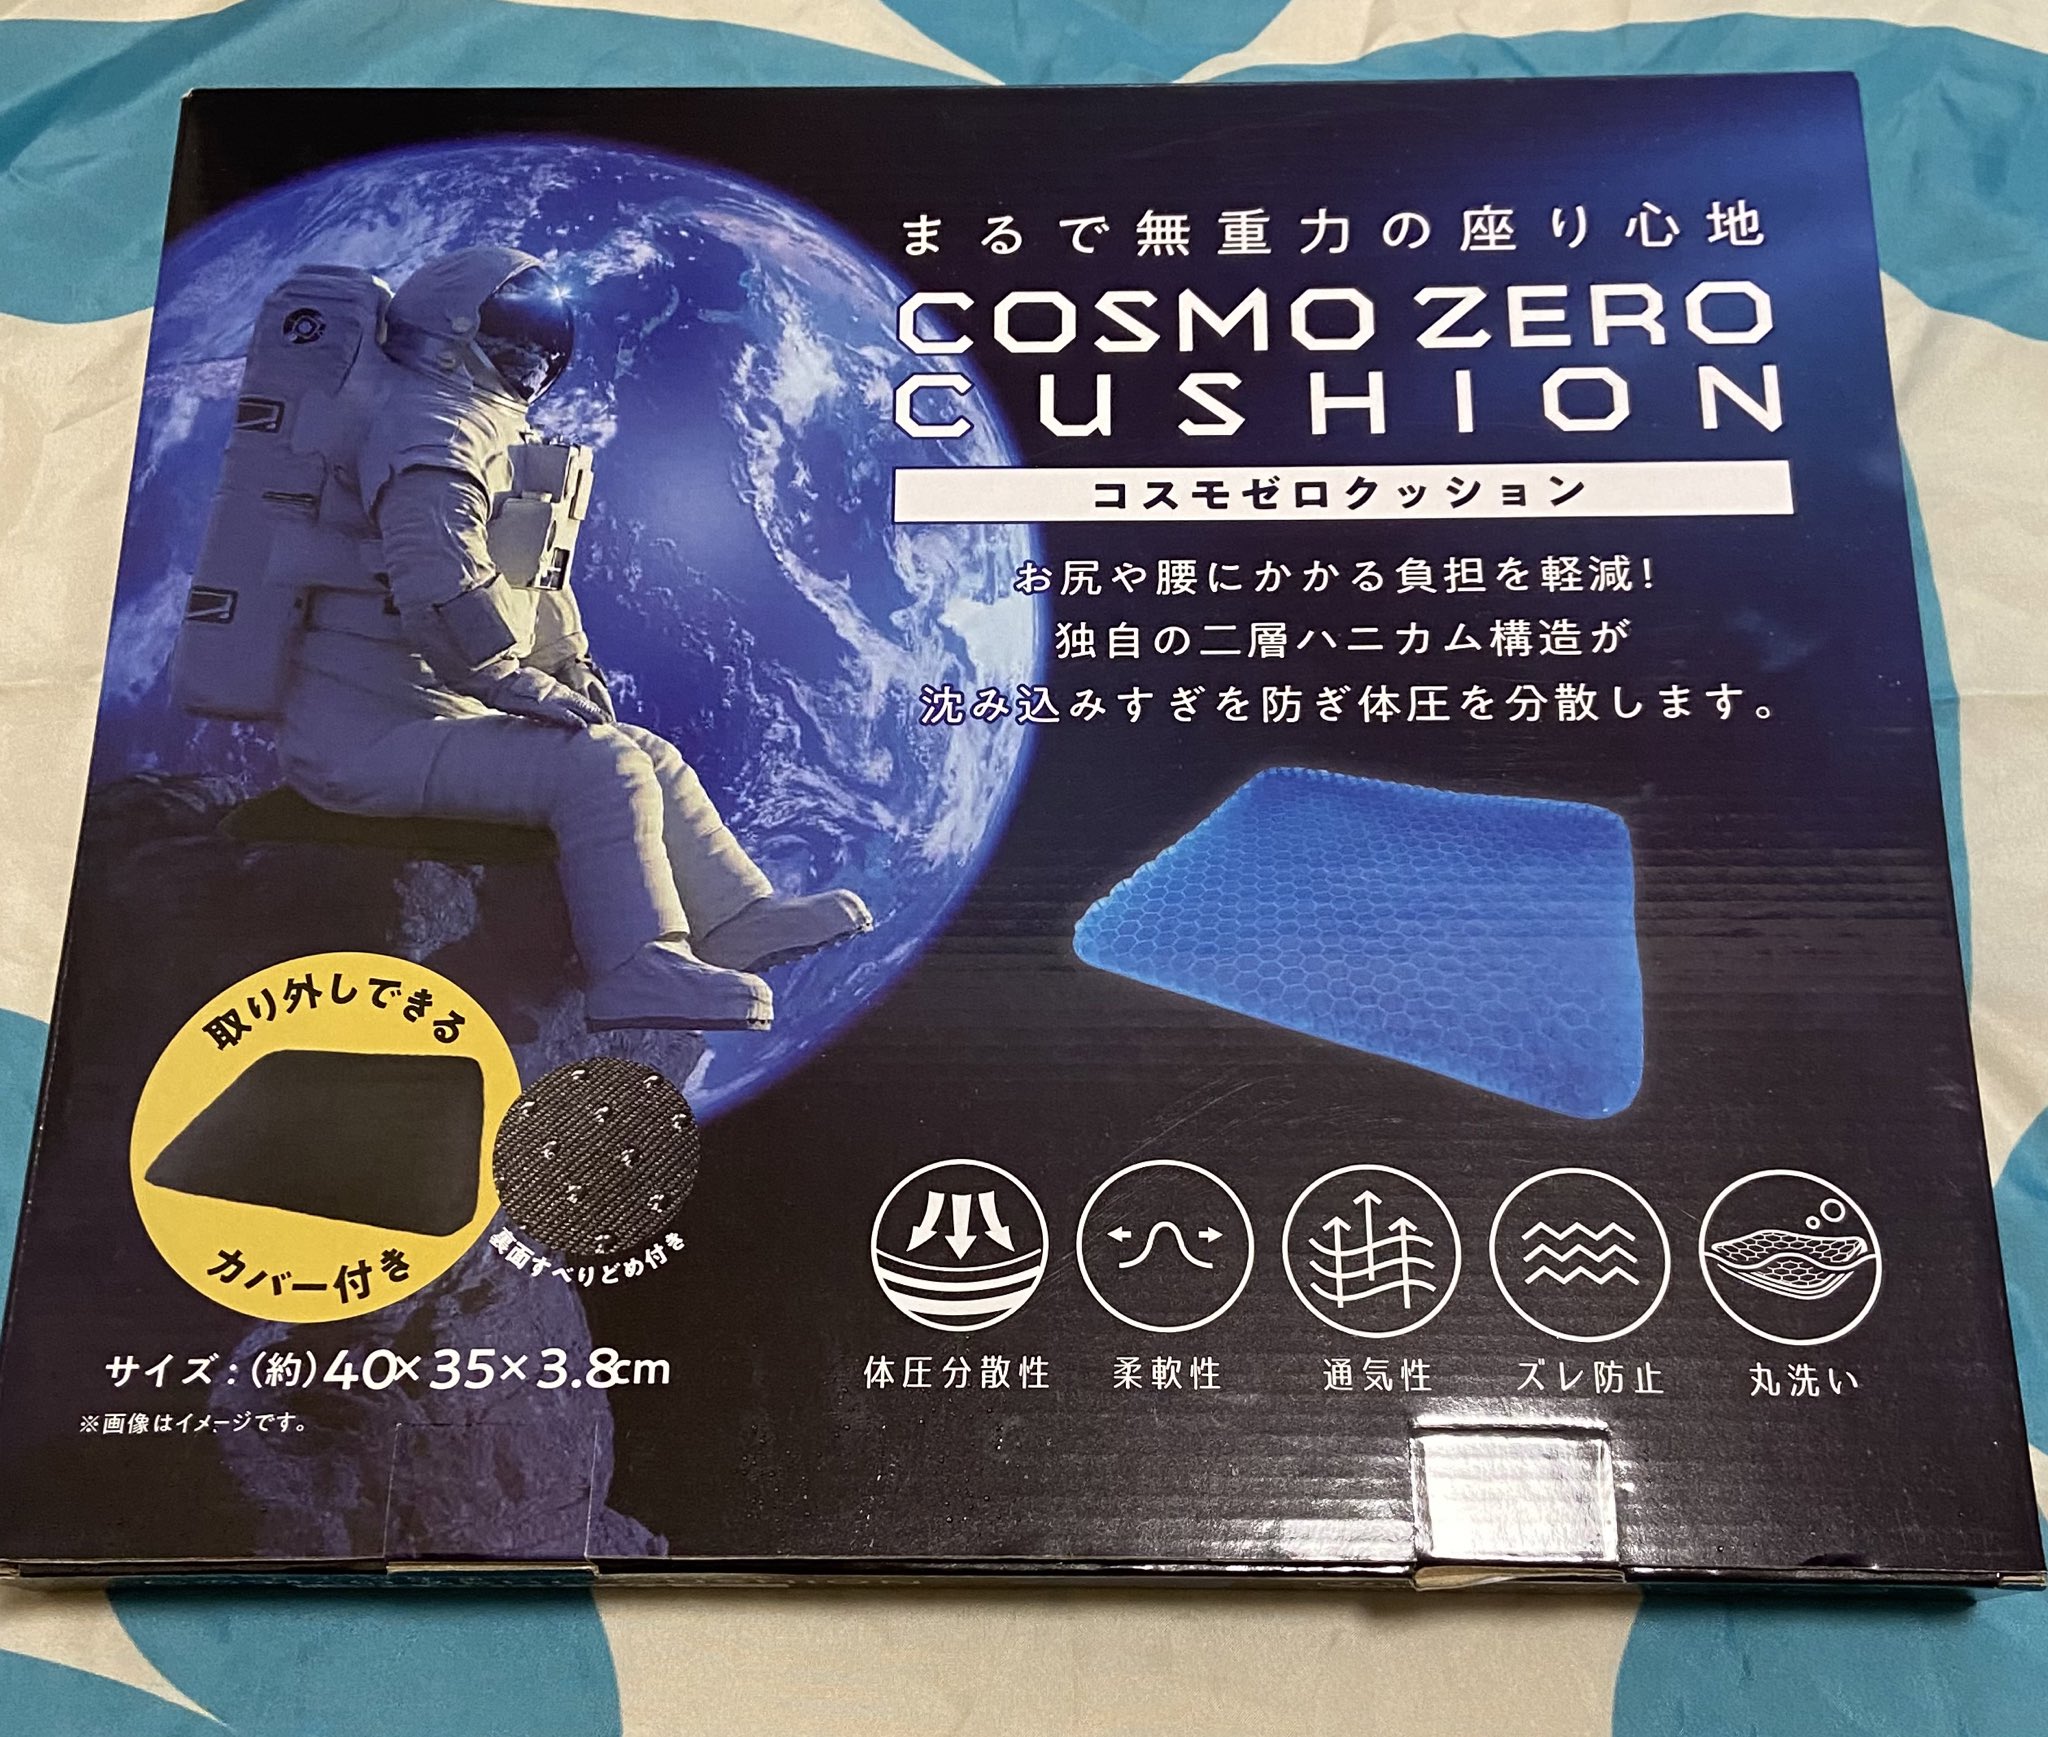 まるで無重力の座り心地
COSMO ZERO
CUSHION
コスモゼロクッション
お尻や腰にかかる負担を軽減!
独自の二層ハニカム構造が
沈み込みすぎを防ぎ体圧を分散します。
取り外しできる
カバー付き
裏面すべりどめ付き
サイズ:(約)40×35×3.8cm
※画像はイメージです。
体圧分散性
柔軟性
通気性
ズレ防止
丸洗い